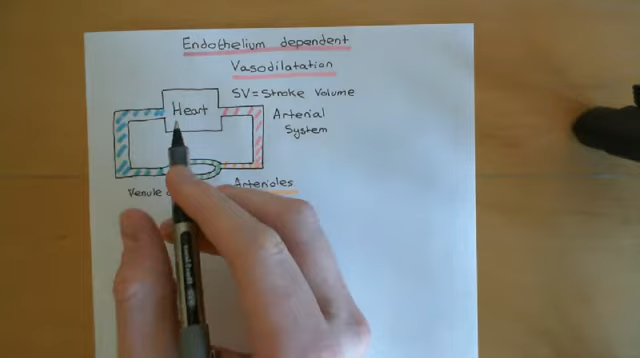 Endothelium dependent
Vasodilatation
SV = Stroke Volume
Heart
Arterial
System
Arterioles
Venule